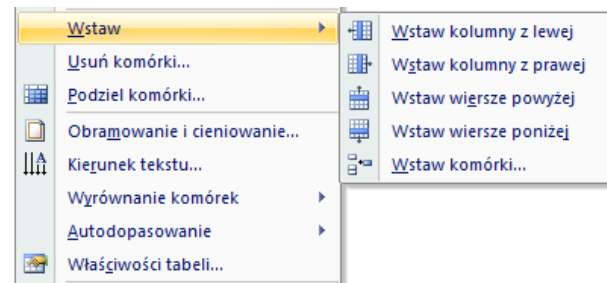 Wstaw
Usuń komórki...
Podziel komórki...
Obramowanie i cieniowanie...
Kierunek tekstu...
Wyrównanie komórek
Autodopasowanie
Właściwości tabeli...
Wstaw kolumny z lewej
Wstaw kolumny z prawej
Wstaw wiersze powyżej
Wstaw wiersze poniżej
Wstaw komórki...